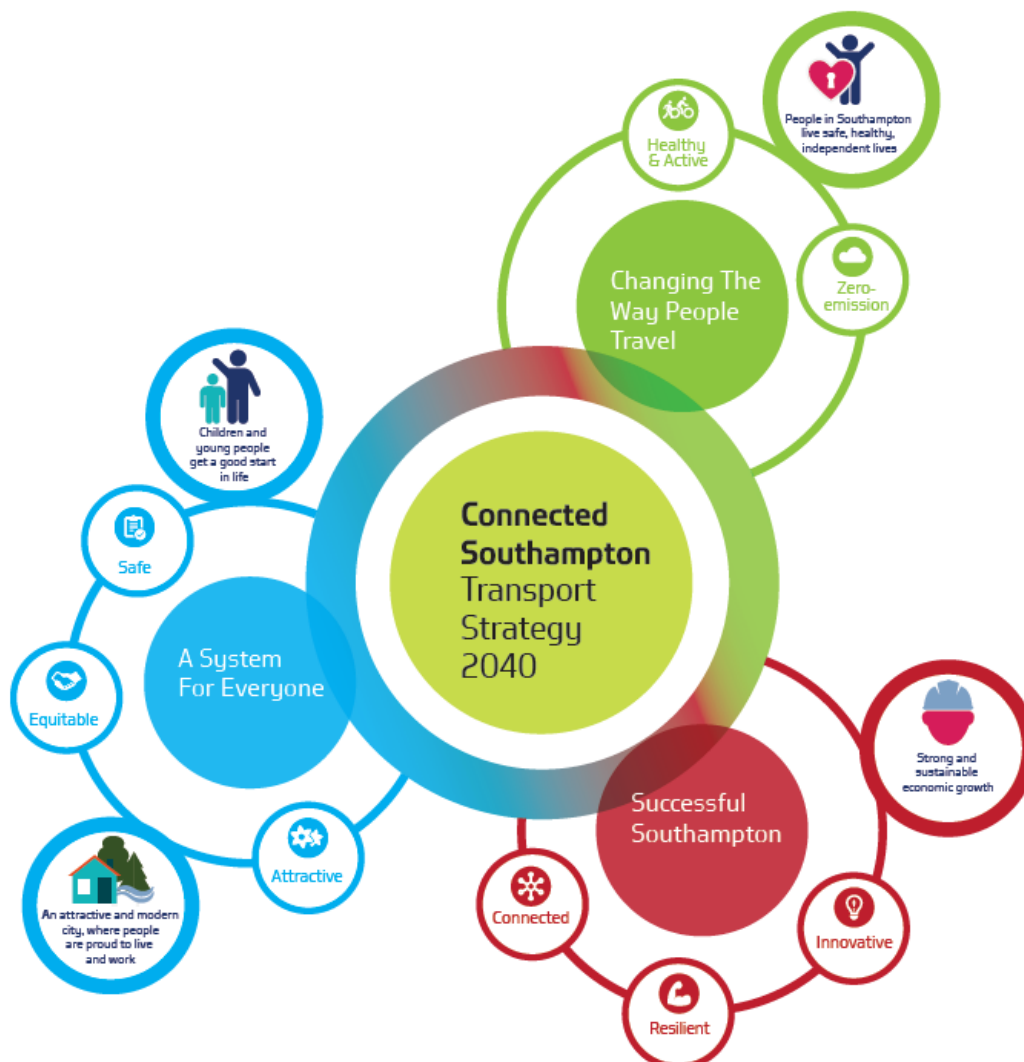 People in Southampton
live safe, healthy,
independent lives
Healthy
& Active
Changing The
Way People
Travel
Zero-
emission
Children and
young people
get a good start
in life
Safe
Connected
Southampton
Transport
Strategy
2040
A System
For Everyone
Equitable
Attractive
An attractive and modern
city, where people
are proud to live
and work
Strong and
sustainable
economic growth
Successful
Southampton
Connected
Innovative
Resilient